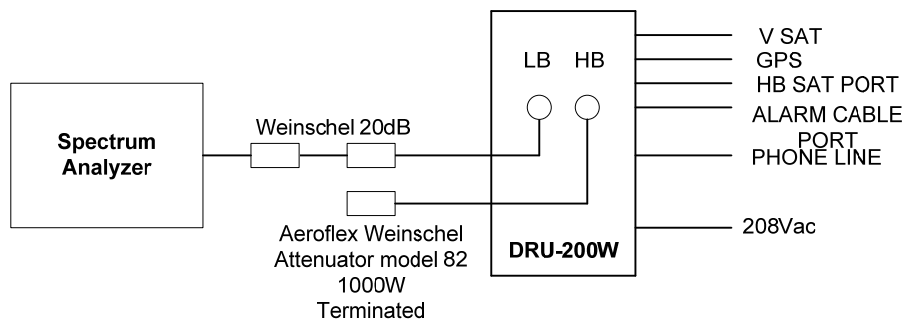 V SAT
LB HB
GPS
HB SAT PORT
ALARM CABLE
PORT
PHONE LINE
Weinschel 20dB
Spectrum
Analyzer
Aeroflex Weinschel
Attenuator model 82
1000W
Terminated
DRU-200W
208Vac